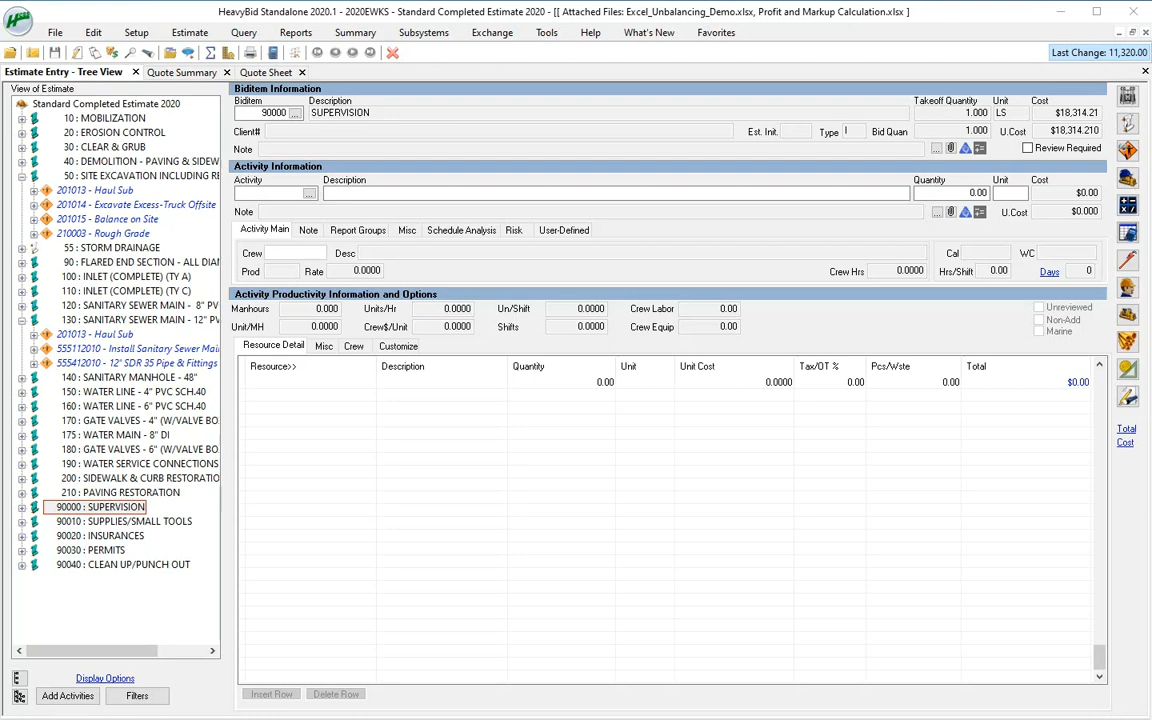 HeavyBid Standalone 2020.1 - 2020EWKS - Standard Completed Estimate 2020 - [[ Attached Files: Excel_Unbalancing_Demo.xlsx, Profit and Markup Calculation.xlsx ]
File Edit Setup Estimate Query Reports Summary Subsystems Exchange Tools Help What's New Favorites
Last Change: 11,320.00
Estimate Entry - Tree View Quote Summary Quote Sheet
View of Estimate
Standard Completed Estimate 2020
10 : MOBILIZATION
20 : EROSION CONTROL
30 : CLEAR & GRUB
40 : DEMOLITION - PAVING & SIDEW
50 : SITE EXCAVATION INCLUDING RE
201013 - Haul Sub
201014 - Excavate Excess-Truck Offsite
201015 - Balance on Site
210003 - Rough Grade
55 : STORM DRAINAGE
90 : FLARED END SECTION - ALL DIAI
100 : INLET (COMPLETE) (TY A)
110 : INLET (COMPLETE) (TY C)
120 : SANITARY SEWER MAIN - 8" PV
130 : SANITARY SEWER MAIN - 12" PV
201013 - Haul Sub
555112010 - Install Sanitary Sewer Mai
555412010 - 12" SDR 35 Pipe & Fittings
140 : SANITARY MANHOLE - 48"
150 : WATER LINE - 4" PVC SCH.40
160 : WATER LINE - 6" PVC SCH.40
170 : GATE VALVES - 4" (W/VALVE BO.
175 : WATER MAIN - 8" DI
180 : GATE VALVES - 6" (W/VALVE BO.
190 : WATER SERVICE CONNECTIONS
200 : SIDEWALK & CURB RESTORATIO
210 : PAVING RESTORATION
90000 : SUPERVISION
90010 : SUPPLIES/SMALL TOOLS
90020 : INSURANCES
90030 : PERMITS
90040 : CLEAN UP/PUNCH OUT
Display Options
Add Activities Filters
Biditem Information
Biditem Description Takeoff Quantity Unit Cost
90000 ... SUPERVISION 1.000 LS $18,314.21
Client# Est. Init. Type I Bid Quan 1.000 U.Cost $18,314.210
Note ... Review Required
Activity Information
Activity Description Quantity Unit Cost
... 0.00 $0.00
Note ... U.Cost $0.000
Activity Main Note Report Groups Misc Schedule Analysis Risk User-Defined
Crew Desc Cal WC
Prod Rate 0.0000 Crew Hrs 0.0000 Hrs/Shift 0.00 Days 0
Activity Productivity Information and Options
Manhours 0.000 Units/Hr 0.0000 Un/Shift 0.0000 Crew Labor 0.00 Unreviewed
Non-Add
Unit/MH 0.0000 Crew$/Unit 0.0000 Shifts 0.0000 Crew Equip 0.00 Marine
Resource Detail Misc Crew Customize
Resource>> Description Quantity Unit Unit Cost Tax/OT % Pcs/Wste Total
0.00 0.0000 0.00 0.00 $0.00
Insert Row Delete Row
Total
Cost